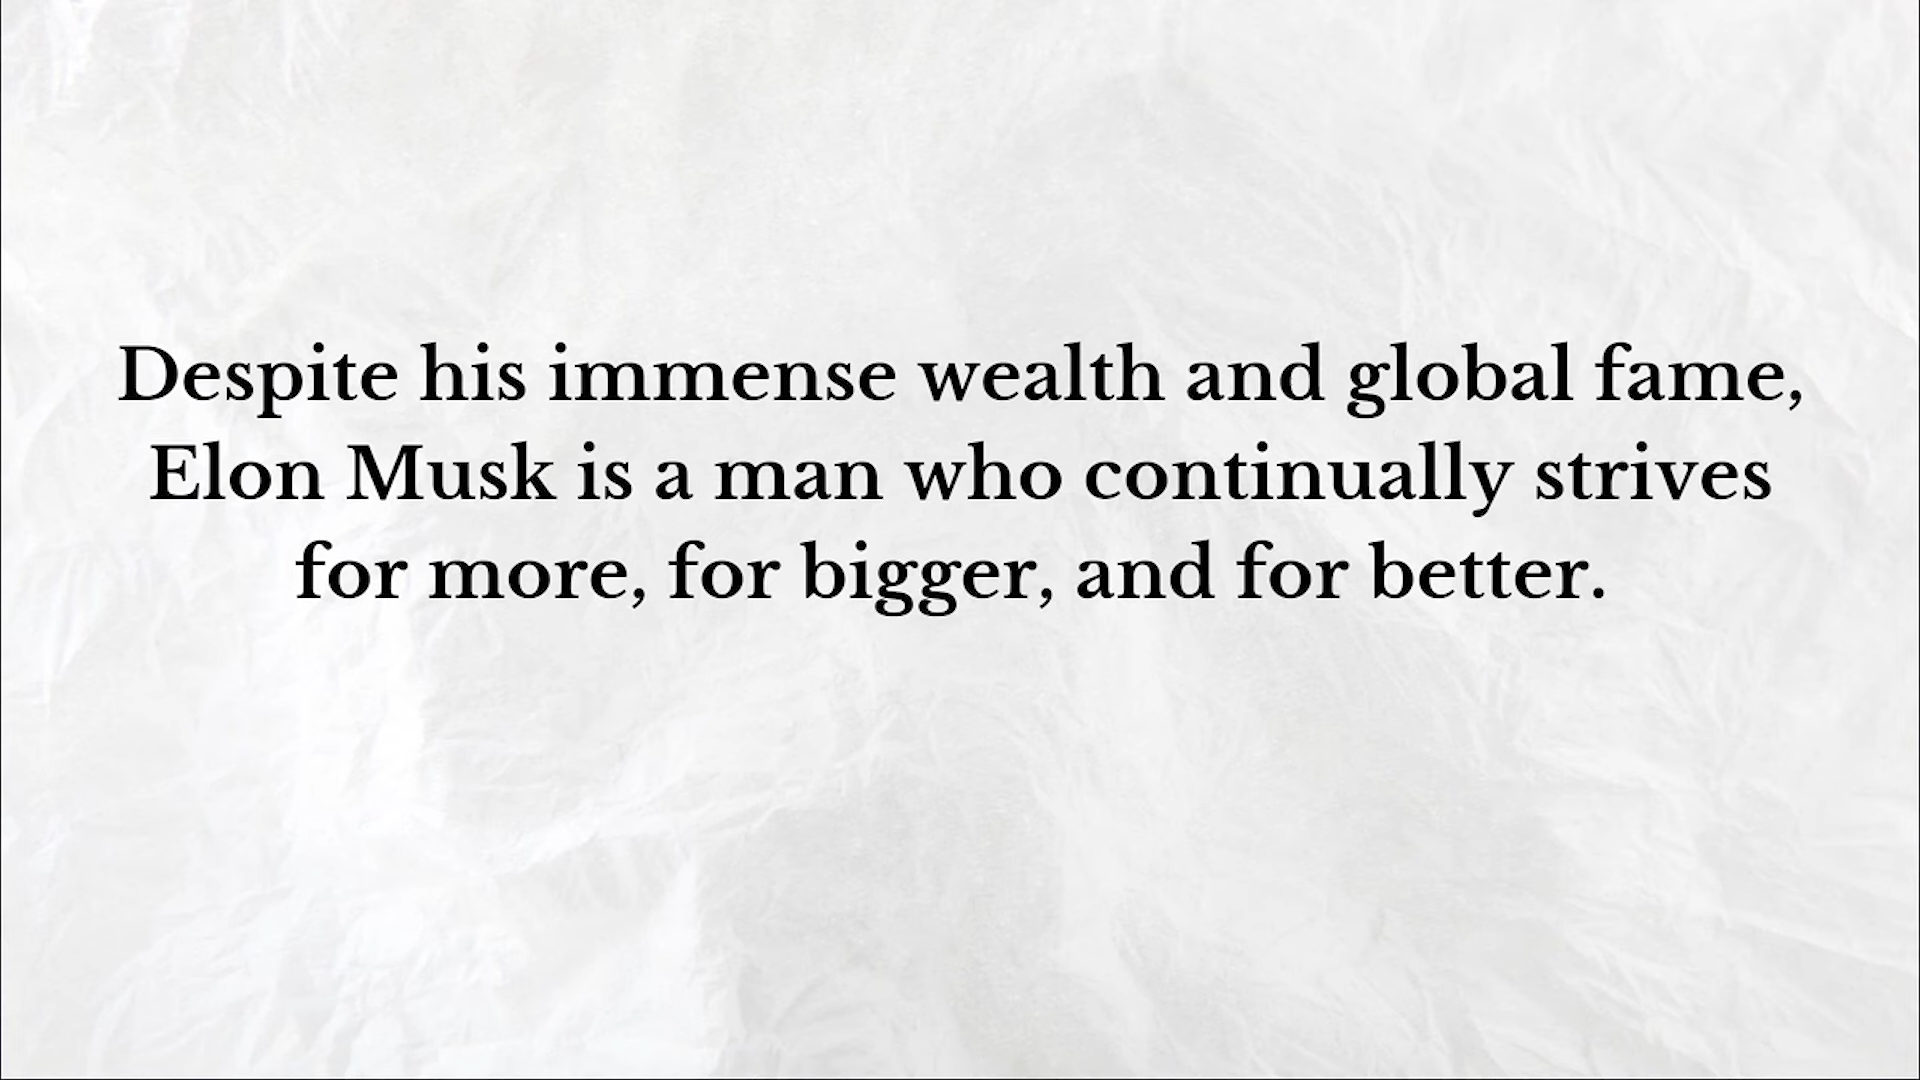 Despite his immense wealth and global fame,
Elon Musk is a man who continually strives
for more, for bigger, and for better.